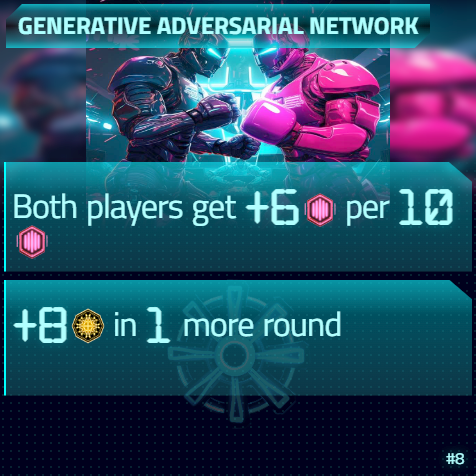 GENERATIVE ADVERSARIAL NETWORK
Both players get +6 per 10
+8 in 1 more round
#8